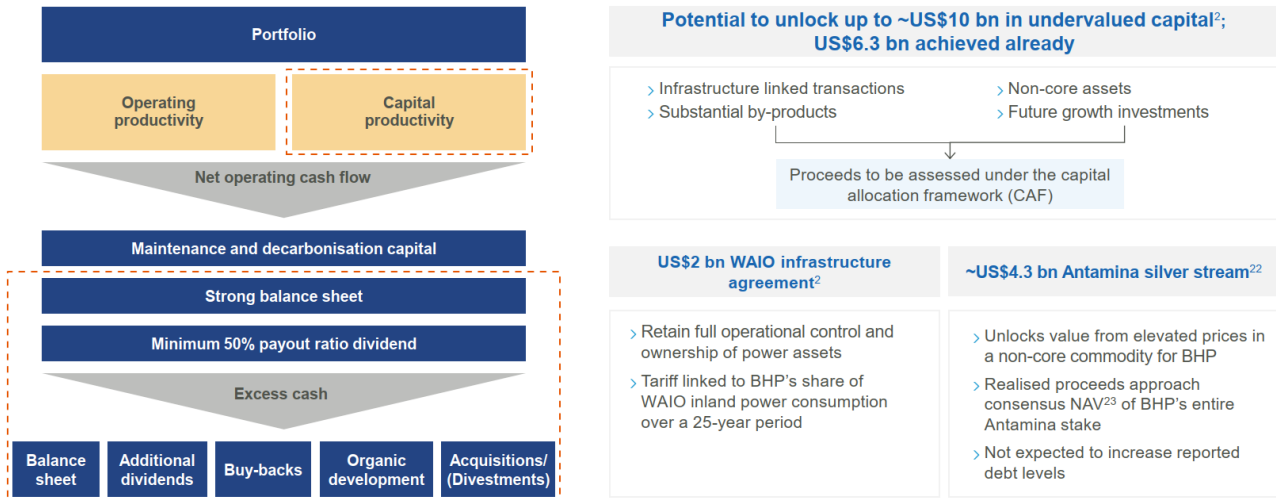 Portfolio
Operating
productivity
Capital
productivity
Net operating cash flow
Maintenance and decarbonisation capital
Strong balance sheet
Minimum 50% payout ratio dividend
Excess cash
Balance
sheet
Additional
dividends
Buy-backs
Organic
development
Acquisitions/
(Divestments)
Potential to unlock up to ~US$10 bn in undervalued capital²;
US$6.3 bn achieved already
› Infrastructure linked transactions
› Substantial by-products
› Non-core assets
› Future growth investments
Proceeds to be assessed under the capital
allocation framework (CAF)
US$2 bn WAIO infrastructure
agreement²
› Retain full operational control and
ownership of power assets
› Tariff linked to BHP’s share of
WAIO inland power consumption
over a 25-year period
~US$4.3 bn Antamina silver stream²²
› Unlocks value from elevated prices in
a non-core commodity for BHP
› Realised proceeds approach
consensus NAV²³ of BHP’s entire
Antamina stake
› Not expected to increase reported
debt levels